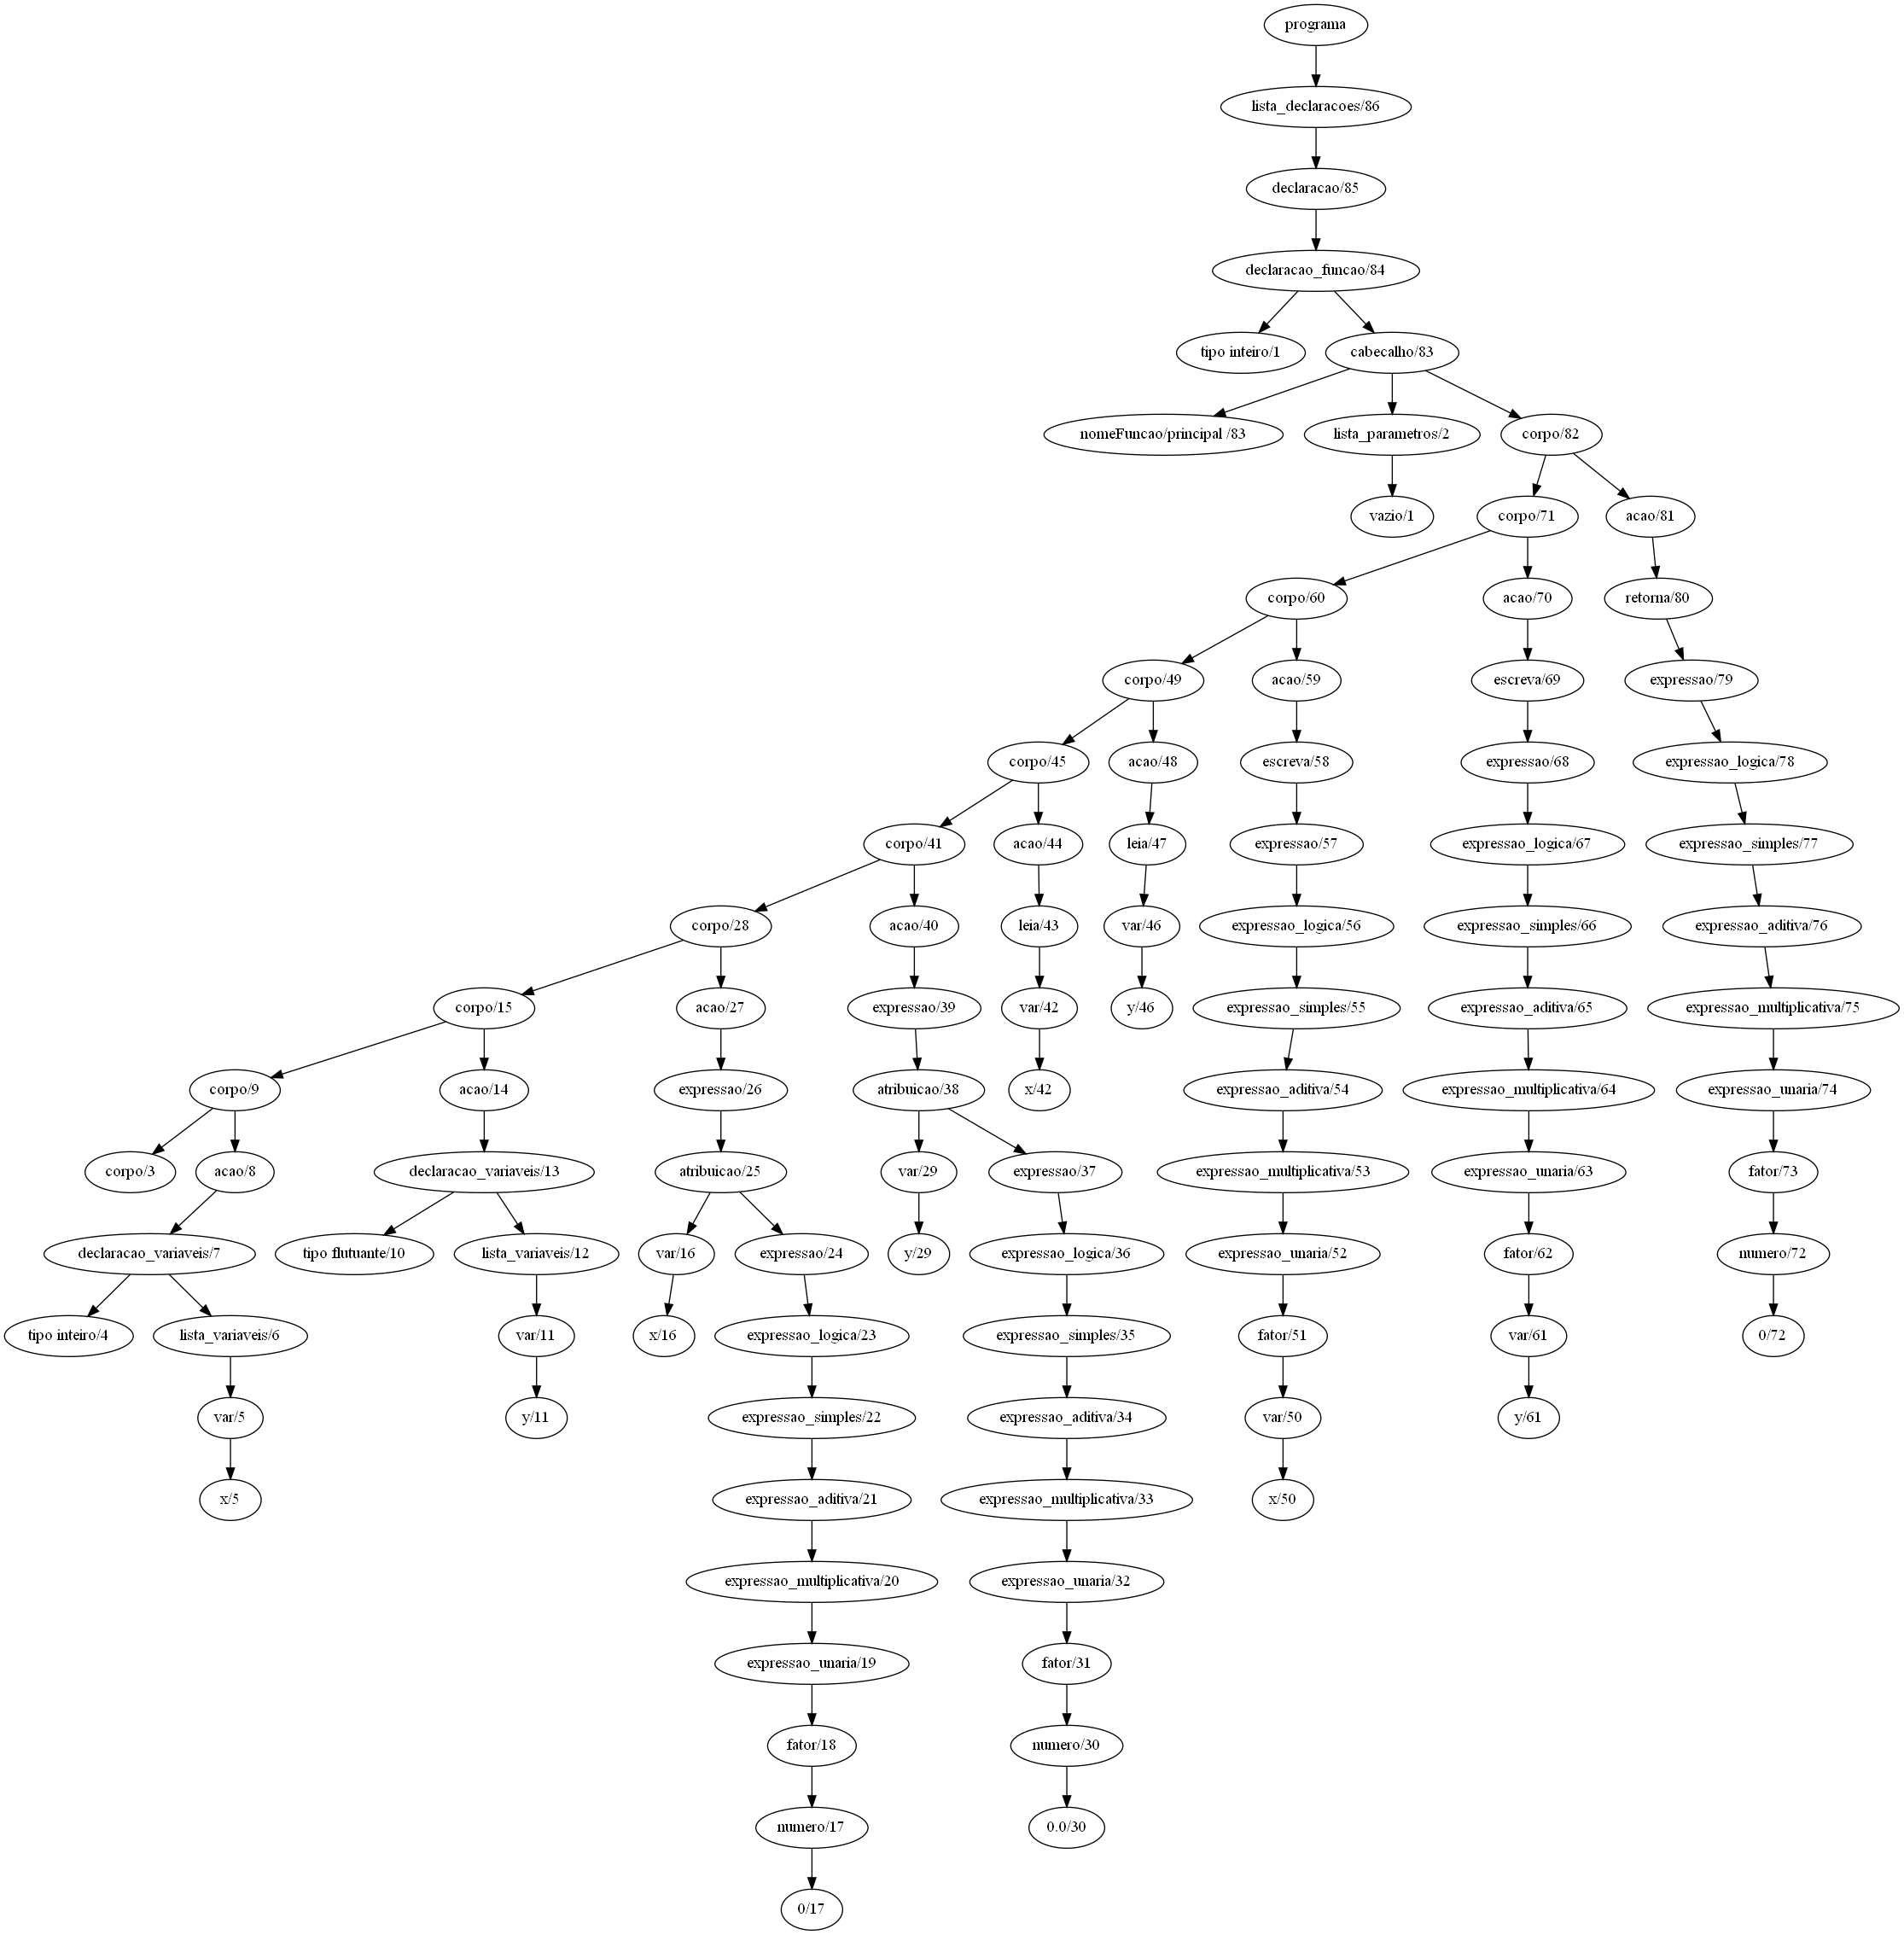 programa
lista_declaracoes/86
declaracao/85
declaracao_funcao/84
tipo inteiro/1
cabecalho/83
nomeFuncao/principal /83
lista_parametros/2
corpo/82
vazio/1
corpo/71
acao/81
corpo/60
acao/70
retorna/80
corpo/49
acao/59
escreva/69
expressao/79
corpo/45
acao/48
escreva/58
expressao/68
expressao_logica/78
corpo/41
acao/44
leia/47
expressao/57
expressao_logica/67
expressao_simples/77
corpo/28
acao/40
leia/43
var/46
expressao_logica/56
expressao_simples/66
expressao_aditiva/76
corpo/15
acao/27
expressao/39
var/42
y/46
expressao_simples/55
expressao_aditiva/65
expressao_multiplicativa/75
corpo/9
acao/14
expressao/26
atribuicao/38
x/42
expressao_aditiva/54
expressao_multiplicativa/64
expressao_unaria/74
corpo/3
acao/8
declaracao_variaveis/13
atribuicao/25
var/29
expressao/37
expressao_multiplicativa/53
expressao_unaria/63
fator/73
declaracao_variaveis/7
tipo flutuante/10
lista_variaveis/12
var/16
expressao/24
y/29
expressao_logica/36
expressao_unaria/52
fator/62
numero/72
tipo inteiro/4
lista_variaveis/6
var/11
x/16
expressao_logica/23
expressao_simples/35
fator/51
var/61
0/72
var/5
y/11
expressao_simples/22
expressao_aditiva/34
var/50
y/61
x/5
expressao_aditiva/21
expressao_multiplicativa/33
x/50
expressao_multiplicativa/20
expressao_unaria/32
expressao_unaria/19
fator/31
fator/18
numero/30
numero/17
0.0/30
0/17